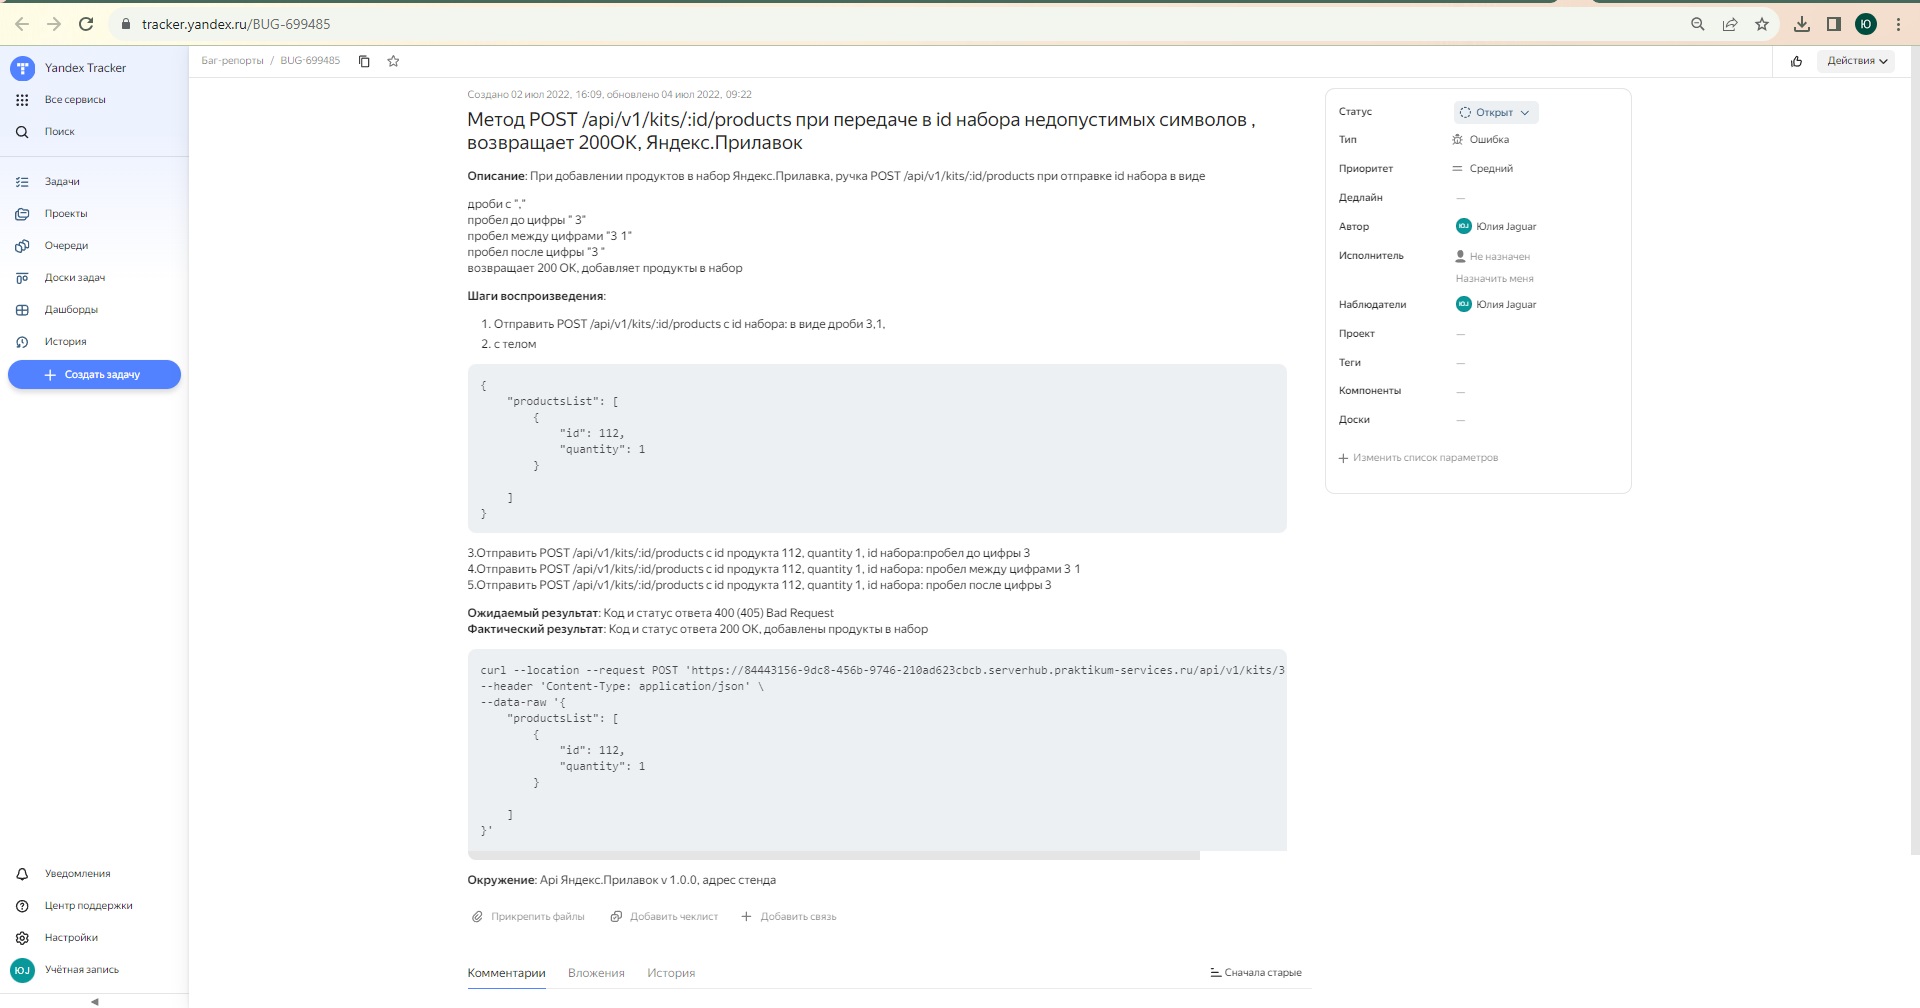 tracker.yandex.ru/BUG-699485
Ю
Yandex Tracker
Все сервисы
Поиск
Задачи
Проекты
Очереди
Доски задач
Дашборды
История
Создать задачу
Уведомления
Центр поддержки
Настройки
ЮJ Учётная запись
Баг-репорты / BUG-699485
Действия
Создано 02 июл 2022, 16:09, обновлено 04 июл 2022, 09:22
Метод POST /api/v1/kits/:id/products при передаче в id набора недопустимых символов ,
возвращает 200OK, Яндекс.Прилавок
Описание: При добавлении продуктов в набор Яндекс.Прилавка, ручка POST /api/v1/kits/:id/products при отправке id набора в виде
дроби с ","
пробел до цифры " 3"
пробел между цифрами "3 1"
пробел после цифры "3 "
возвращает 200 ОК, добавляет продукты в набор
Шаги воспроизведения:
1. Отправить POST /api/v1/kits/:id/products с id набора: в виде дроби 3,1,
2. с телом
{
"productsList": [
{
"id": 112,
"quantity": 1
}
]
}
3.Отправить POST /api/v1/kits/:id/products с id продукта 112, quantity 1, id набора:пробел до цифры 3
4.Отправить POST /api/v1/kits/:id/products с id продукта 112, quantity 1, id набора: пробел между цифрами 3 1
5.Отправить POST /api/v1/kits/:id/products с id продукта 112, quantity 1, id набора: пробел после цифры 3
Ожидаемый результат: Код и статус ответа 400 (405) Bad Request
Фактический результат: Код и статус ответа 200 ОК, добавлены продукты в набор
curl --location --request POST 'https://84443156-9dc8-456b-9746-210ad623cbcb.serverhub.praktikum-services.ru/api/v1/kits/3
--header 'Content-Type: application/json' \
--data-raw '{
"productsList": [
{
"id": 112,
"quantity": 1
}
]
}'
Окружение: Api Яндекс.Прилавок v 1.0.0, адрес стенда
Прикрепить файлы Добавить чеклист Добавить связь
Комментарии Вложения История Сначала старые
Статус Открыт
Тип Ошибка
Приоритет Средний
Дедлайн —
Автор ЮJ Юлия Jaguar
Исполнитель Не назначен
Назначить меня
Наблюдатели ЮJ Юлия Jaguar
Проект —
Теги —
Компоненты —
Доски —
Изменить список параметров